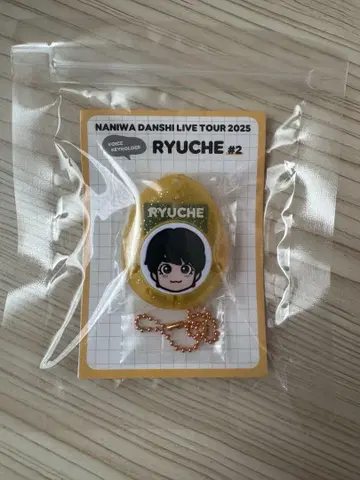 NANIWA DANSHI LIVE TOUR 2025
VOICE
KEYHOLDER
RYUCHE #2
RYUCHE